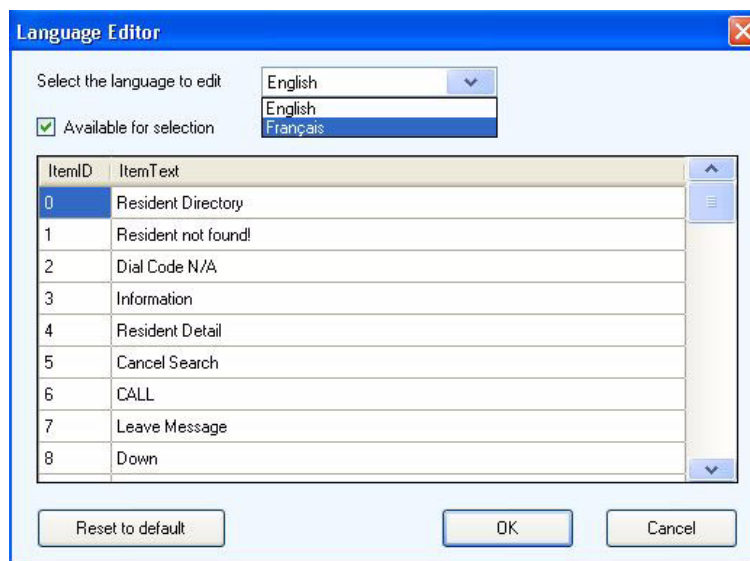 Language Editor
Select the language to edit English
English
Available for selection Français
ItemID ItemText
0 Resident Directory
1 Resident not found!
2 Dial Code N/A
3 Information
4 Resident Detail
5 Cancel Search
6 CALL
7 Leave Message
8 Down
Reset to default OK Cancel